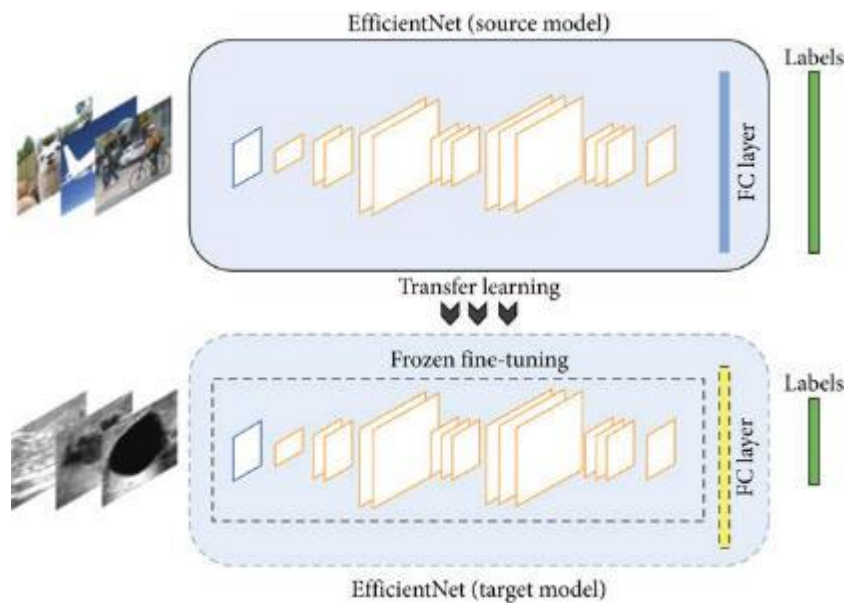 EfficientNet (source model)
Labels
FC layer
Transfer learning
Frozen fine-tuning
Labels
FC layer
EfficientNet (target model)